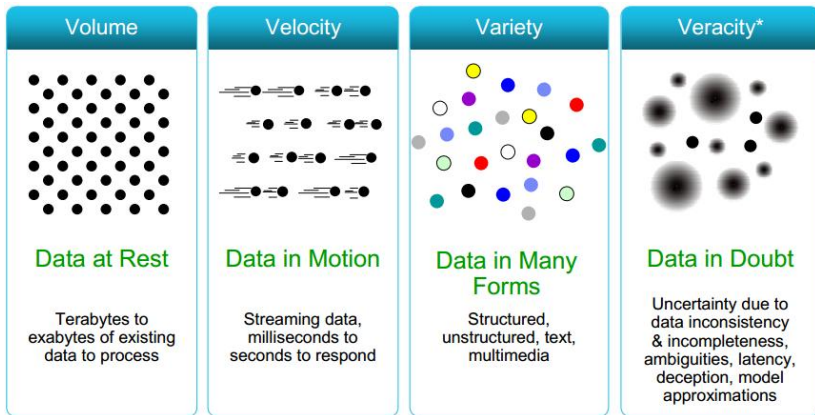 Volume
Data at Rest
Terabytes to
exabytes of existing
data to process
Velocity
Data in Motion
Streaming data,
milliseconds to
seconds to respond
Variety
Data in Many
Forms
Structured,
unstructured, text,
multimedia
Veracity*
Data in Doubt
Uncertainty due to
data inconsistency
& incompleteness,
ambiguities, latency,
deception, model
approximations